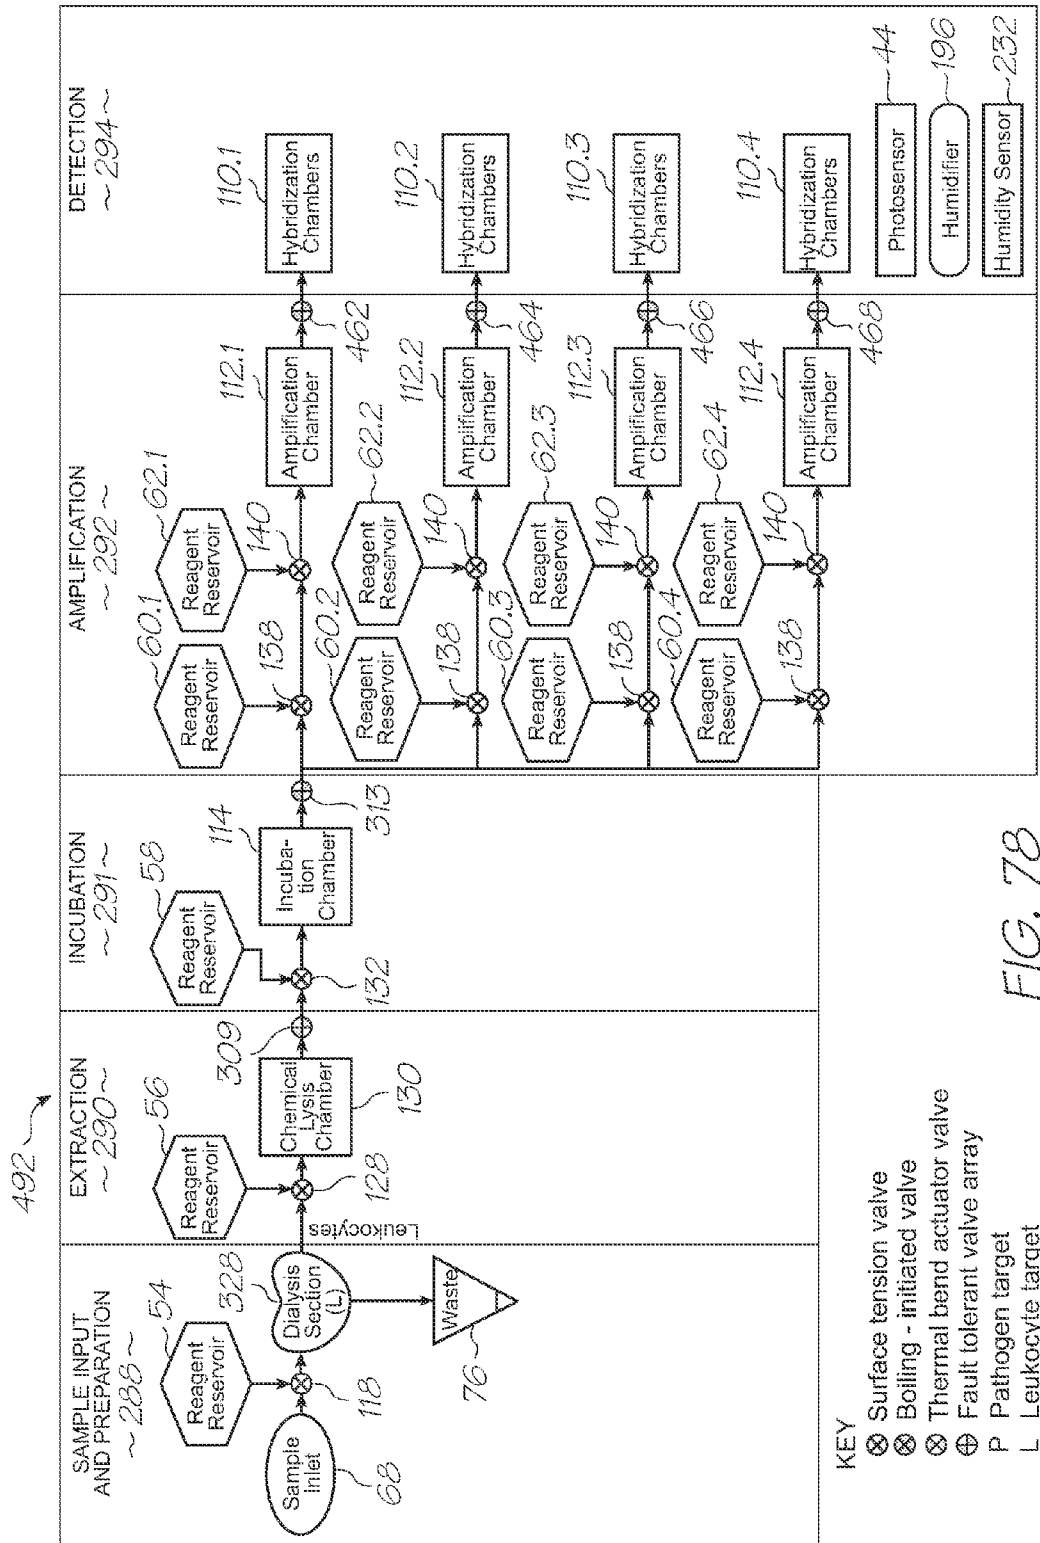 492
SAMPLE INPUT
AND PREPARATION
~288~
EXTRACTION
~290~
INCUBATION
~291~
AMPLIFICATION
~292~
DETECTION
~294~
54
Reagent
Reservoir
Sample
Inlet
68
118
328
Dialysis
Section
(L)
Waste
76
Leukocytes
56
Reagent
Reservoir
128
Chemical
Lysis
Chamber
130
309
58
Reagent
Reservoir
132
114
Incuba-
tion
Chamber
313
60.1
Reagent
Reservoir
138
62.1
Reagent
Reservoir
140
112.1
Amplification
Chamber
462
110.1
Hybridization
Chambers
60.2
Reagent
Reservoir
138
62.2
Reagent
Reservoir
140
112.2
Amplification
Chamber
464
110.2
Hybridization
Chambers
60.3
Reagent
Reservoir
138
62.3
Reagent
Reservoir
140
112.3
Amplification
Chamber
466
110.3
Hybridization
Chambers
60.4
Reagent
Reservoir
138
62.4
Reagent
Reservoir
140
112.4
Amplification
Chamber
468
110.4
Hybridization
Chambers
Photosensor
44
Humidifier
196
Humidity Sensor
232
KEY
Surface tension valve
Boiling - initiated valve
Thermal bend actuator valve
Fault tolerant valve array
P Pathogen target
L Leukocyte target
FIG. 78